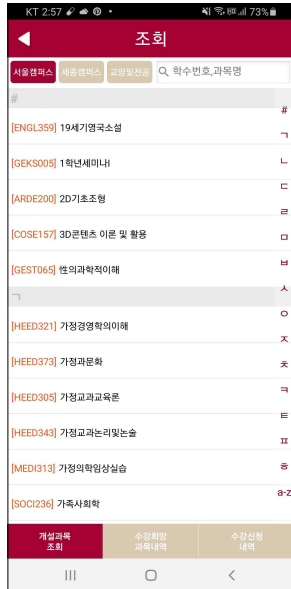 KT 2:57 73%
조회
서울캠퍼스 세종캠퍼스 교양및전공 학수번호,과목명
#
[ENGL359] 19세기영국소설
[GEKS005] 1학년세미나I
[ARDE200] 2D기초조형
[COSE157] 3D콘텐츠 이론 및 활용
[GEST065] 性의과학적이해
ㄱ
[HEED321] 가정경영학의이해
[HEED373] 가정과문화
[HEED305] 가정교과교육론
[HEED343] 가정교과논리및논술
[MEDI313] 가정의학임상실습
[SOCI236] 가족사회학
#
ㄱ
ㄴ
ㄷ
ㄹ
ㅁ
ㅂ
ㅅ
ㅇ
ㅈ
ㅊ
ㅋ
ㅌ
ㅍ
ㅎ
a-z
개설과목
조회
수강희망
과목내역
수강신청
내역